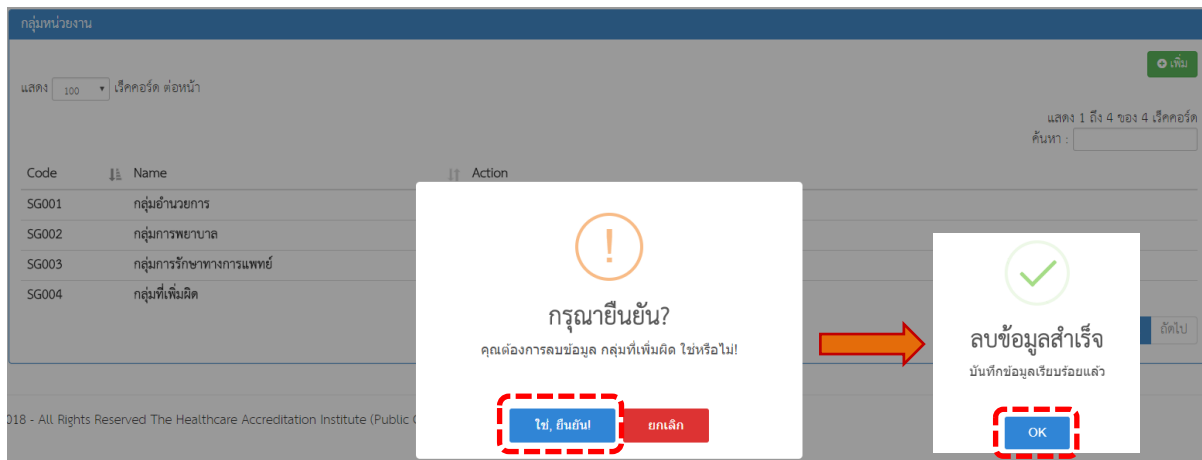 กลุ่มหน่วยงาน
เพิ่ม
แสดง 100 เร็คคอร์ด ต่อหน้า
แสดง 1 ถึง 4 ของ 4 เร็คคอร์ด
ค้นหา :
Code Name Action
SG001 กลุ่มอำนวยการ
SG002 กลุ่มการพยาบาล
SG003 กลุ่มการรักษาทางการแพทย์
SG004 กลุ่มที่เพิ่มผิด
ถัดไป
กรุณายืนยัน?
คุณต้องการลบข้อมูล กลุ่มที่เพิ่มผิด ใช่หรือไม่!
ใช่, ยืนยัน! ยกเลิก
ลบข้อมูลสำเร็จ
บันทึกข้อมูลเรียบร้อยแล้ว
OK
018 - All Rights Reserved The Healthcare Accreditation Institute (Public